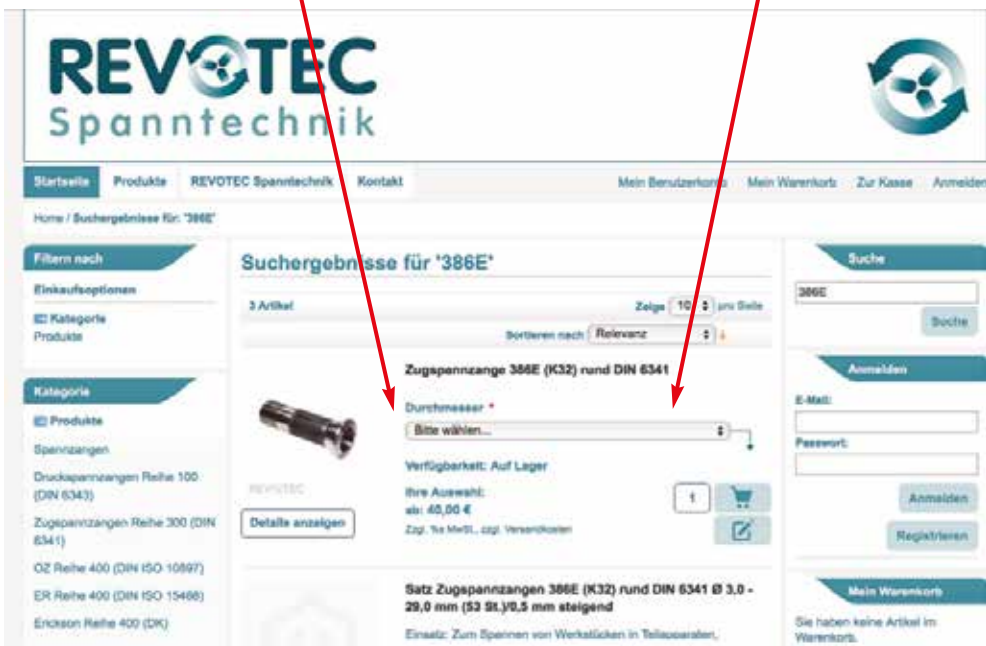 REVOTEC
Spanntechnik
Startseite Produkte REVOTEC Spanntechnik Kontakt Mein Benutzerkonto Mein Warenkorb Zur Kasse Anmelden
Home / Suchergebnisse für: '386E'
Filtern nach
Einkaufsoptionen
Kategorie
Produkte
Kategorie
Produkte
Spannzangen
Druckspannzangen Reihe 100
(DIN 6343)
Zugspannzangen Reihe 300 (DIN
6341)
OZ Reihe 400 (DIN ISO 10897)
ER Reihe 400 (DIN ISO 15488)
Erickson Reihe 400 (DK)
Suchergebnisse für '386E'
3 Artikel Zeige 10 pro Seite
Sortieren nach Relevanz
Zugspannzange 386E (K32) rund DIN 6341
Durchmesser *
Bitte wählen...
Verfügbarkeit: Auf Lager
REVOTEC
Details anzeigen
Ihre Auswahl:
ab: 40,00 €
Zzgl. MwSt., zzgl. Versandkosten
1
Satz Zugspannzangen 386E (K32) rund DIN 6341 Ø 3,0 -
29,0 mm (53 St.)/0,5 mm steigend
Einsatz: Zum Spannen von Werkstücken in Teilapparaten,
Suche
386E
Suche
Anmelden
E-Mail:
Passwort:
Anmelden
Registrieren
Mein Warenkorb
Sie haben keine Artikel im
Warenkorb.